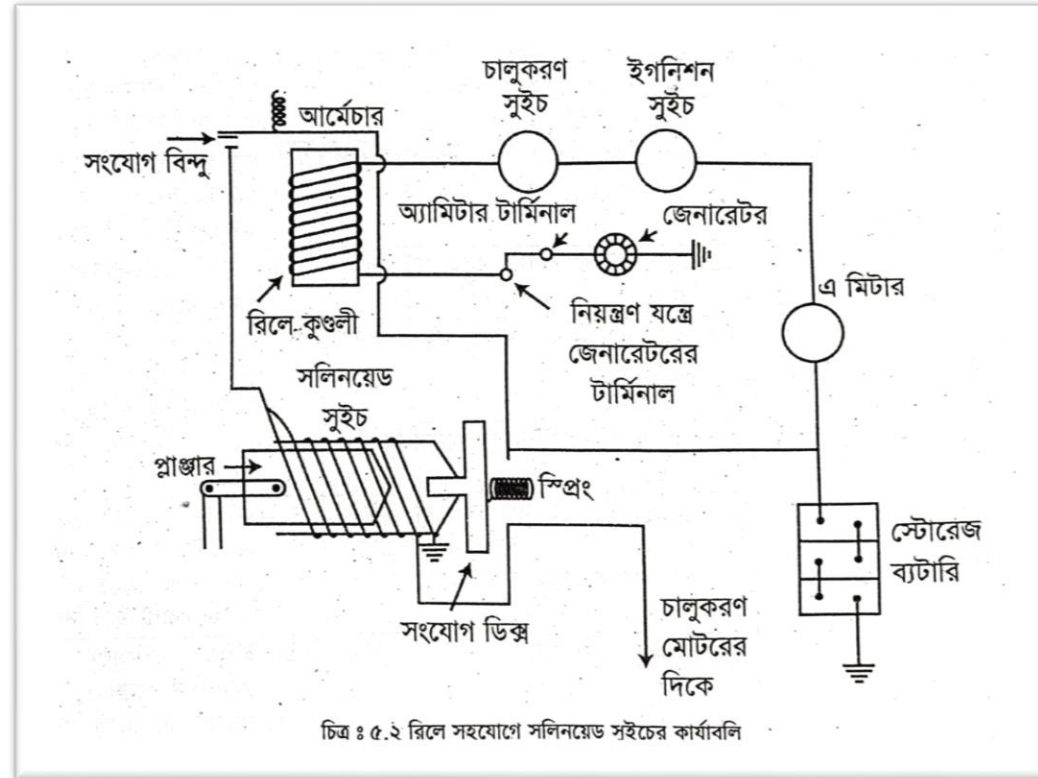 চালুকরণ
সুইচ
ইগনিশন
সুইচ
আর্মেচার
সংযোগ বিন্দু
অ্যামিটার টার্মিনাল
জেনারেটর
এ মিটার
রিলে কুণ্ডলী
নিয়ন্ত্রণ যন্ত্রে
জেনারেটরের
টার্মিনাল
সলিনয়েড
সুইচ
প্লাঞ্জার
স্প্রিং
স্টোরেজ
ব্যটারি
সংযোগ ডিক্স
চালুকরণ
মোটরের
দিকে
চিত্র ঃ ৫.২ রিলে সহযোগে সলিনয়েড সুইচের কার্যাবলি